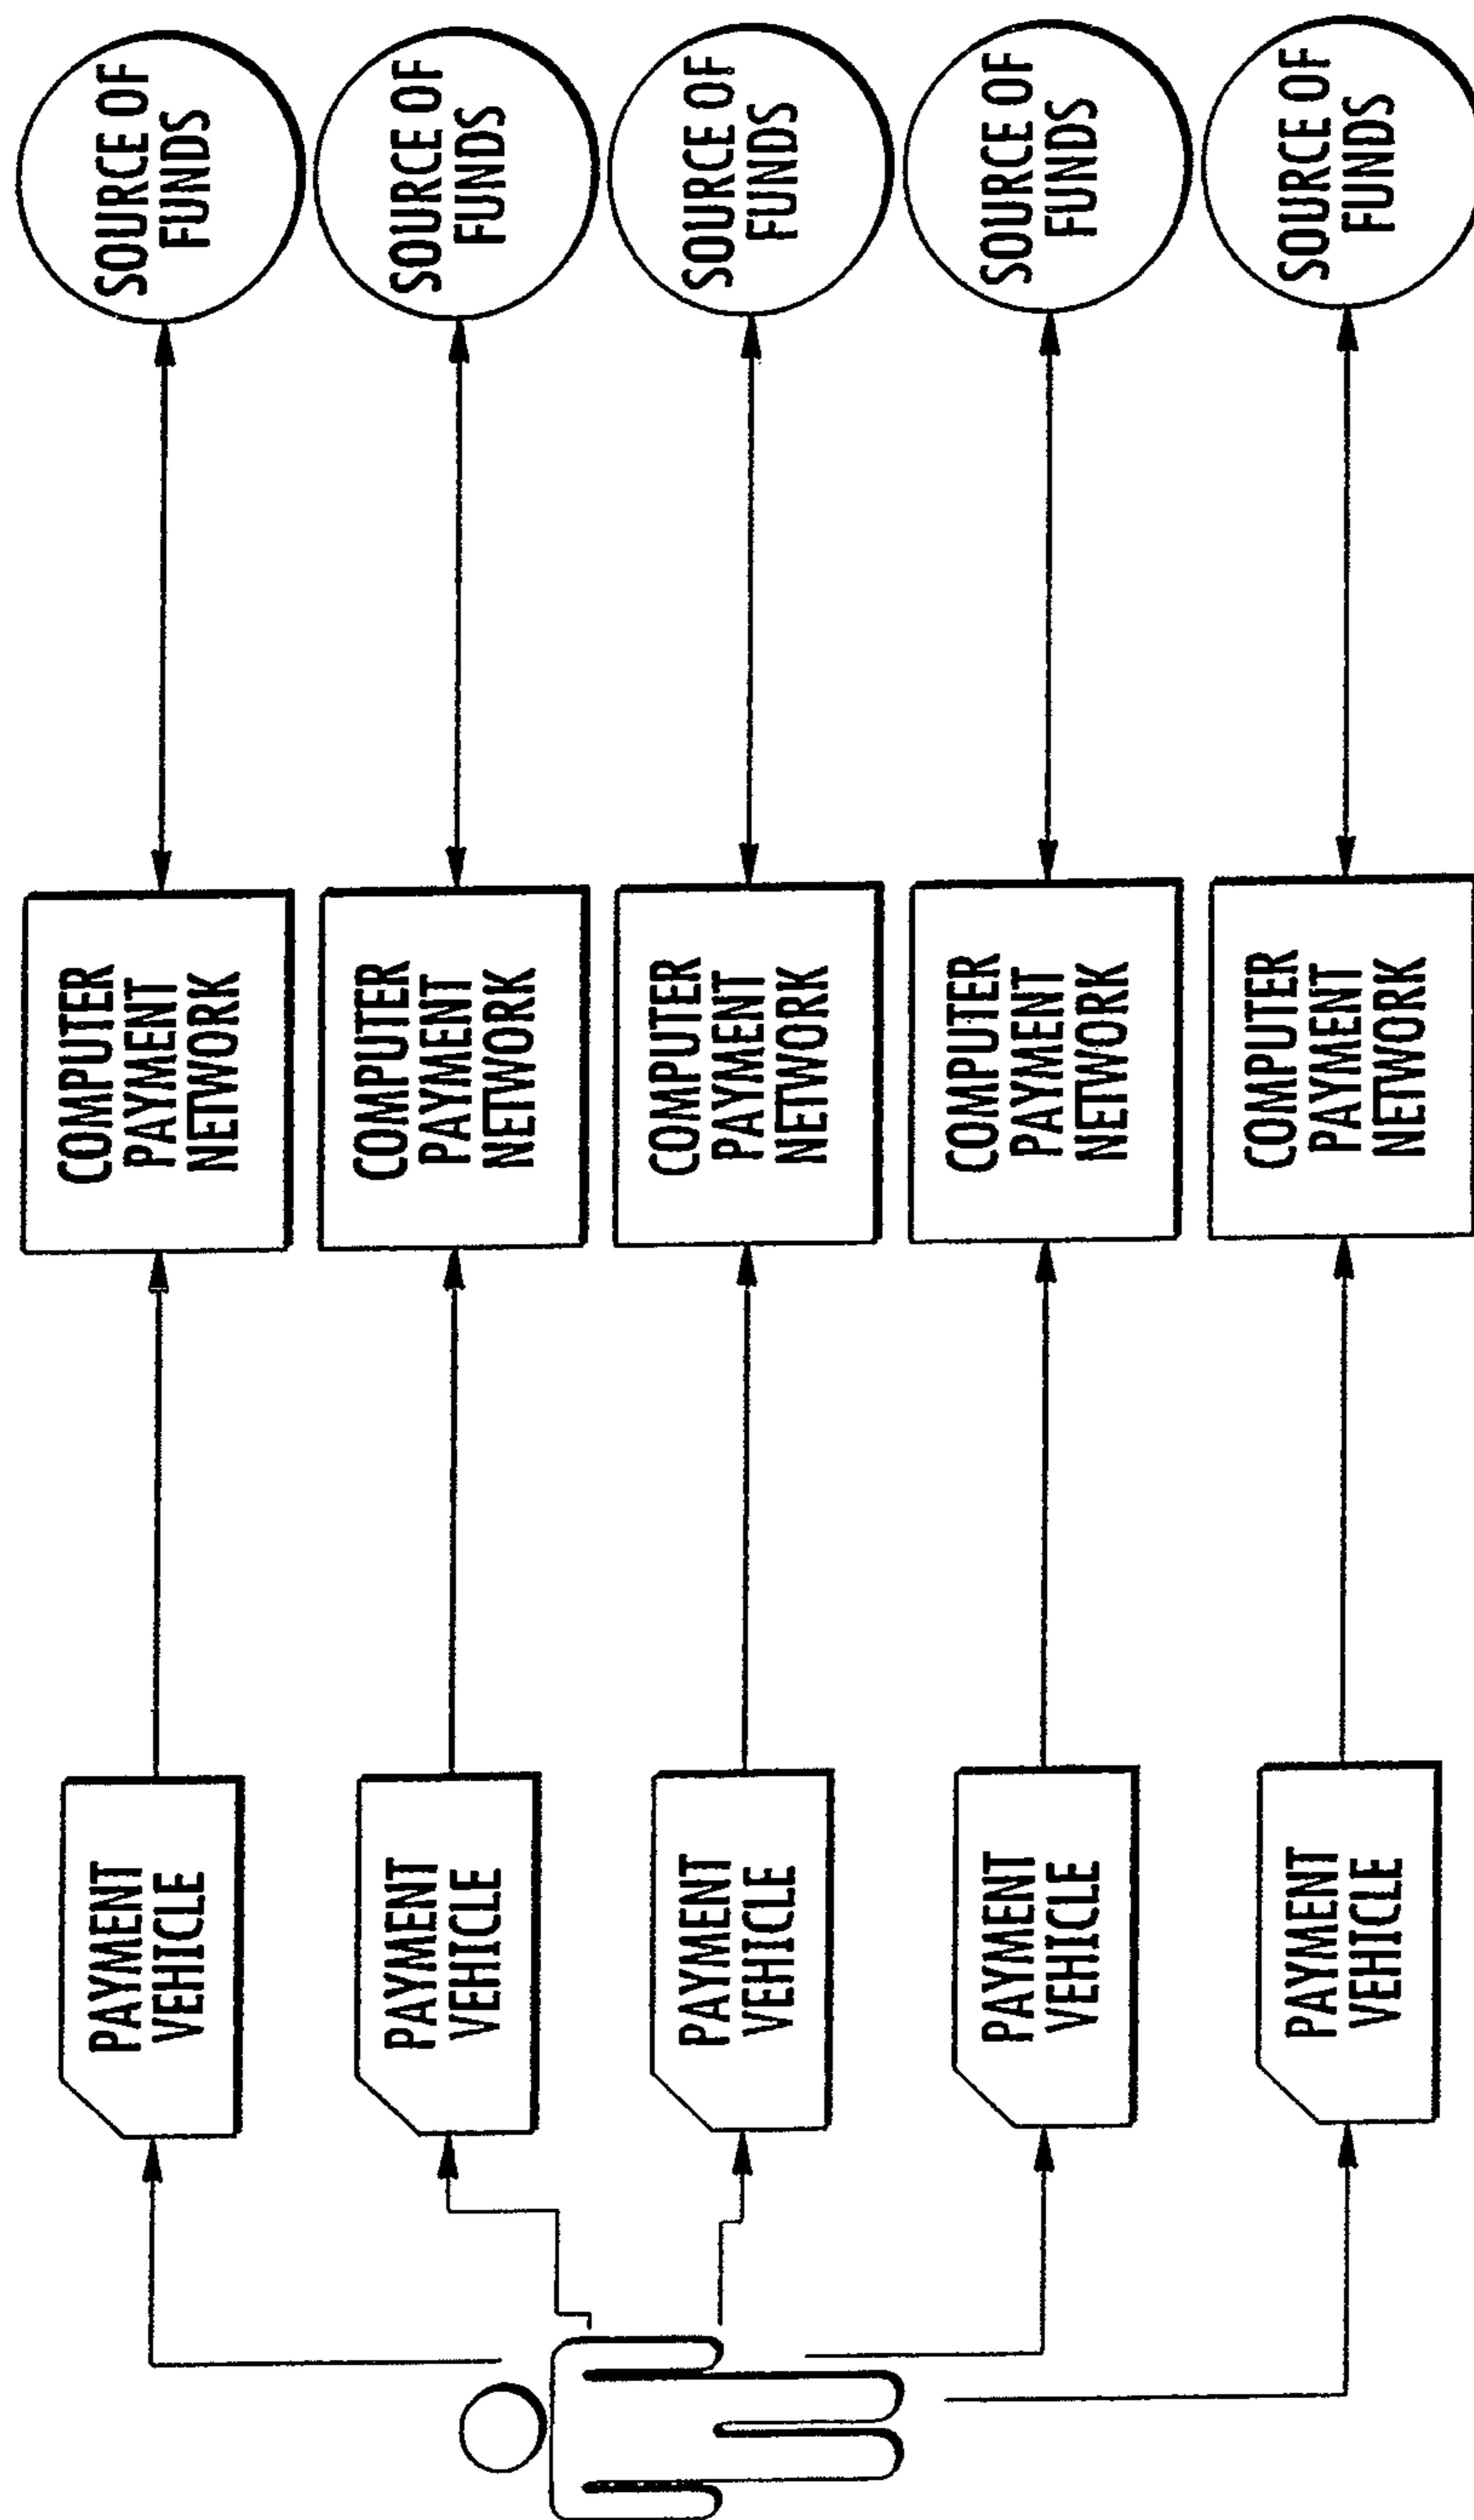 SOURCE OF
FUNDS
SOURCE OF
FUNDS
SOURCE OF
FUNDS
SOURCE OF
FUNDS
SOURCE OF
FUNDS
COMPUTER
PAYMENT
NETWORK
COMPUTER
PAYMENT
NETWORK
COMPUTER
PAYMENT
NETWORK
COMPUTER
PAYMENT
NETWORK
COMPUTER
PAYMENT
NETWORK
PAYMENT
VEHICLE
PAYMENT
VEHICLE
PAYMENT
VEHICLE
PAYMENT
VEHICLE
PAYMENT
VEHICLE